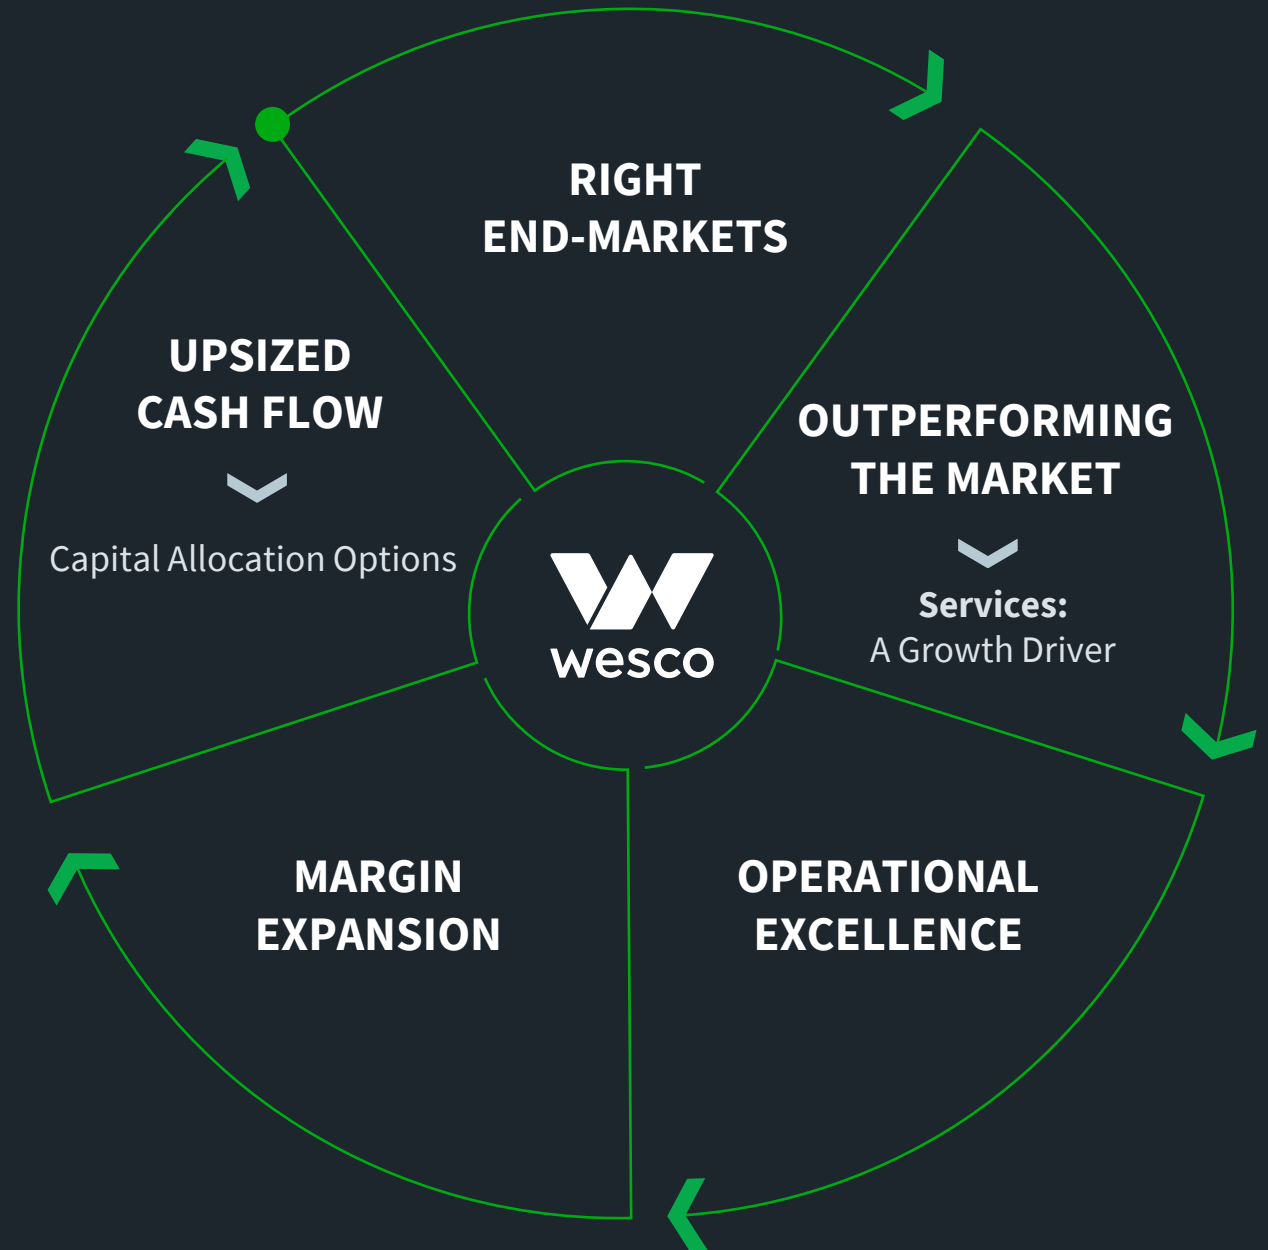 RIGHT
END-MARKETS
OUTPERFORMING
THE MARKET
Services:
A Growth Driver
OPERATIONAL
EXCELLENCE
MARGIN
EXPANSION
UPSIZED
CASH FLOW
Capital Allocation Options
wesco